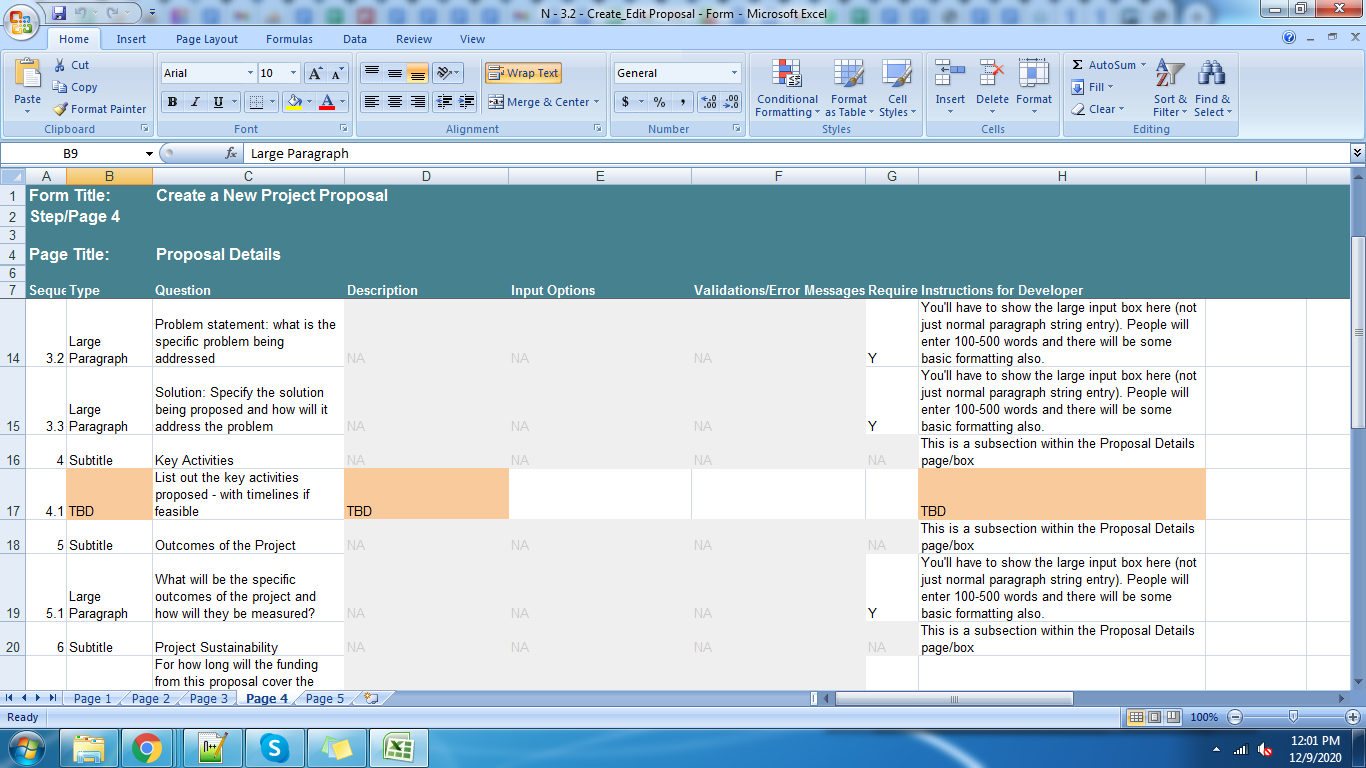 N - 3.2 - Create_Edit Proposal - Form - Microsoft Excel
Home Insert Page Layout Formulas Data Review View
Paste
Cut
Copy
Format Painter
Clipboard
Arial 10
B I U
Font
Wrap Text
Merge & Center
Alignment
General
$ % ,
Number
Conditional Formatting
Format as Table
Cell Styles
Styles
Insert Delete Format
Cells
Σ AutoSum
Fill
Clear
Sort & Filter
Find & Select
Editing
B9 fx Large Paragraph
A B C D E F G H I
1 Form Title: Create a New Project Proposal
2 Step/Page 4
3
4 Page Title: Proposal Details
6
7 Seque Type Question Description Input Options Validations/Error Messages Require Instructions for Developer
14 3.2
Large
Paragraph
Problem statement: what is the
specific problem being
addressed
NA NA NA Y
You'll have to show the large input box here (not
just normal paragraph string entry). People will
enter 100-500 words and there will be some
basic formatting also.
15 3.3
Large
Paragraph
Solution: Specify the solution
being proposed and how will it
address the problem
NA NA NA Y
You'll have to show the large input box here (not
just normal paragraph string entry). People will
enter 100-500 words and there will be some
basic formatting also.
16 4 Subtitle Key Activities NA NA NA NA
This is a subsection within the Proposal Details
page/box
17 4.1 TBD
List out the key activities
proposed - with timelines if
feasible
TBD TBD
18 5 Subtitle Outcomes of the Project NA NA NA NA
This is a subsection within the Proposal Details
page/box
19 5.1
Large
Paragraph
What will be the specific
outcomes of the project and
how will they be measured?
NA NA NA Y
You'll have to show the large input box here (not
just normal paragraph string entry). People will
enter 100-500 words and there will be some
basic formatting also.
20 6 Subtitle Project Sustainability NA NA NA NA
This is a subsection within the Proposal Details
page/box
For how long will the funding
from this proposal cover the
Page 1 Page 2 Page 3 Page 4 Page 5
Ready 100%
12:01 PM
12/9/2020